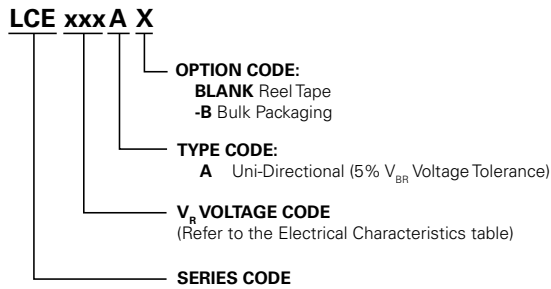 LCE xxx A X
OPTION CODE:
BLANK Reel Tape
-B Bulk Packaging
TYPE CODE:
A Uni-Directional (5% VBR Voltage Tolerance)
VR VOLTAGE CODE
(Refer to the Electrical Characteristics table)
SERIES CODE